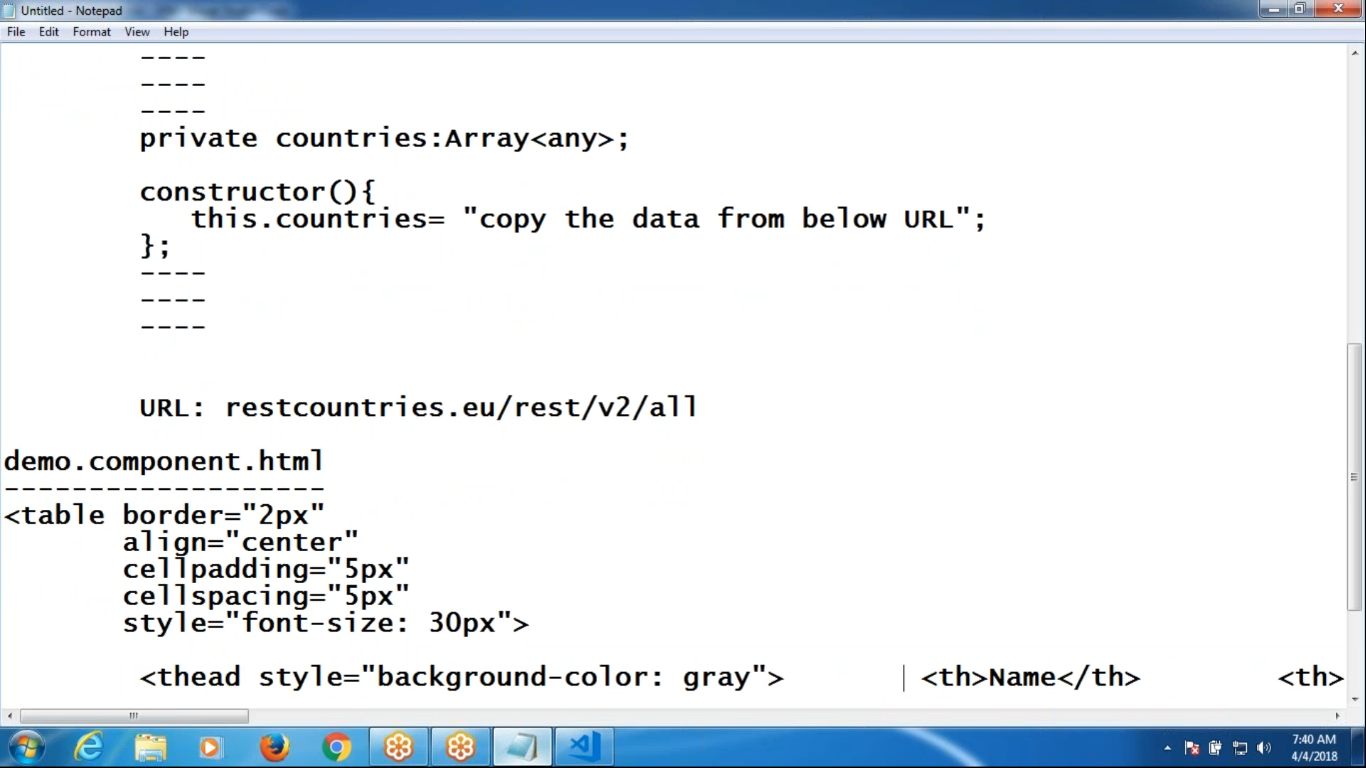 Untitled - Notepad
File Edit Format View Help
----
----
----
private countries:Array<any>;
constructor(){
this.countries= "copy the data from below URL";
};
----
----
----
URL: restcountries.eu/rest/v2/all
demo.component.html
-------------------
<table border="2px"
align="center"
cellpadding="5px"
cellspacing="5px"
style="font-size: 30px">
<thead style="background-color: gray"> <th>Name</th> <th>
7:40 AM
4/4/2018